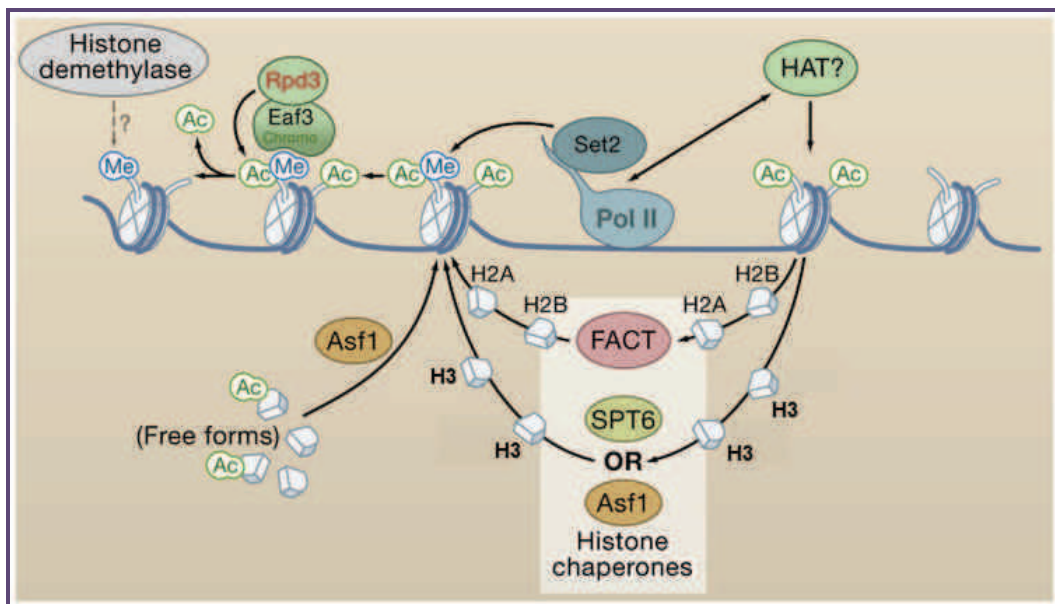 Histone
demethylase
Rpd3
HAT?
?
Ac
Eaf3
Chromo
Set2
Me
Ac
Me
Ac
Ac
Me
Ac
Ac
Ac
Pol II
H2A
H2B
H2B
H2A
Asf1
FACT
H3
H3
Ac
(Free forms)
SPT6
H3
H3
Ac
OR
Asf1
Histone
chaperones